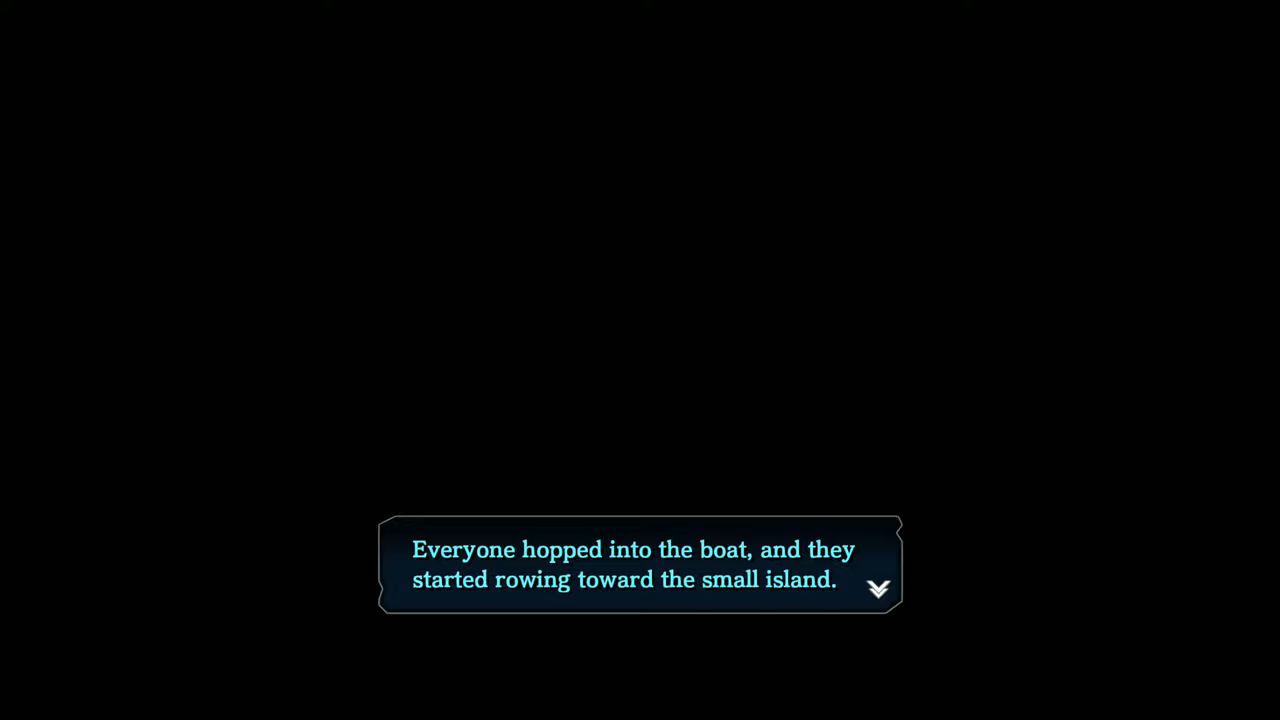 Everyone hopped into the boat, and they
started rowing toward the small island.